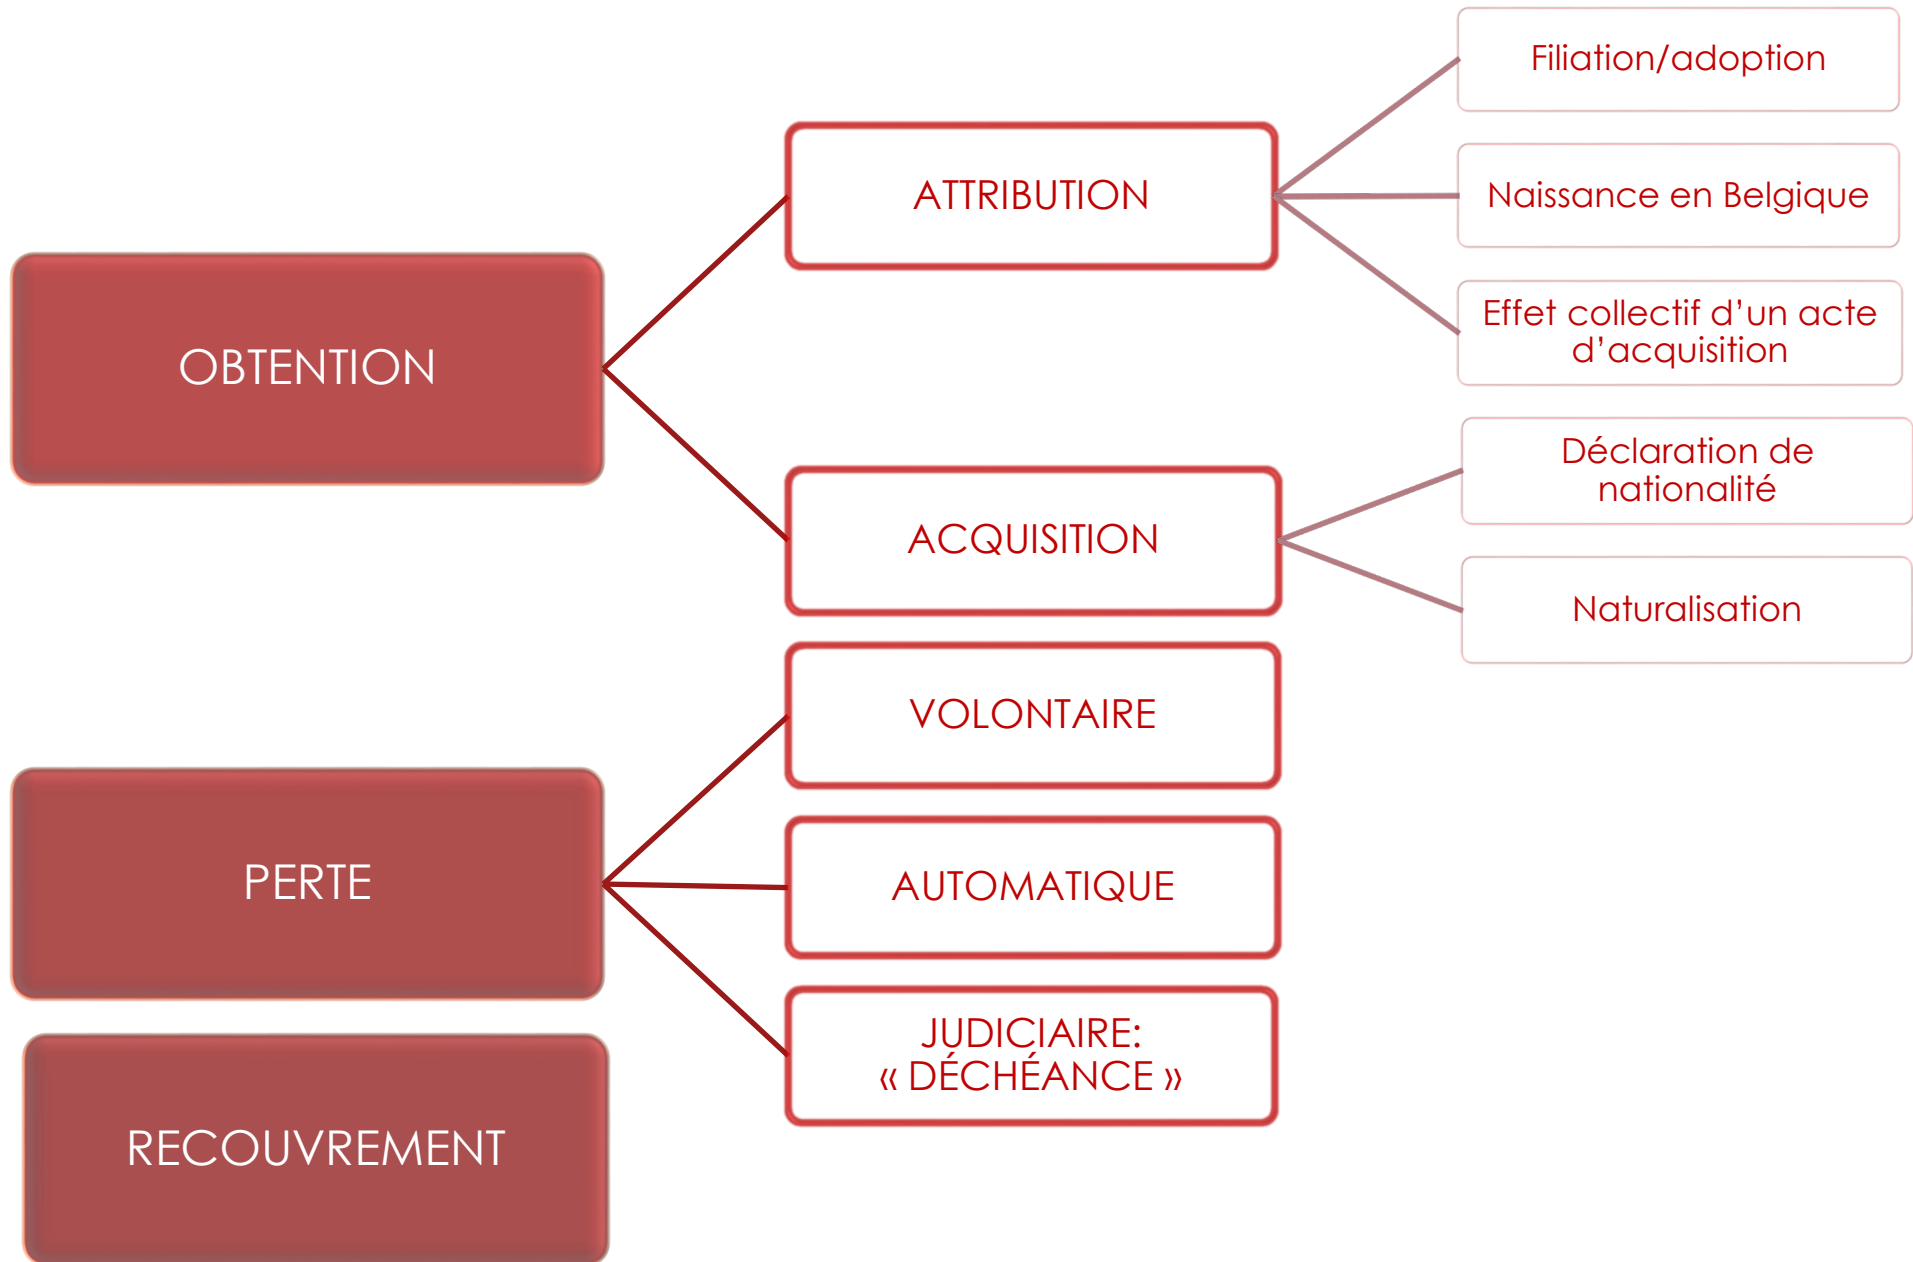 OBTENTION
ATTRIBUTION
Filiation/adoption
Naissance en Belgique
Effet collectif d’un acte
d’acquisition
ACQUISITION
Déclaration de
nationalité
Naturalisation
PERTE
VOLONTAIRE
AUTOMATIQUE
JUDICIAIRE:
« DÉCHÉANCE »
RECOUVREMENT